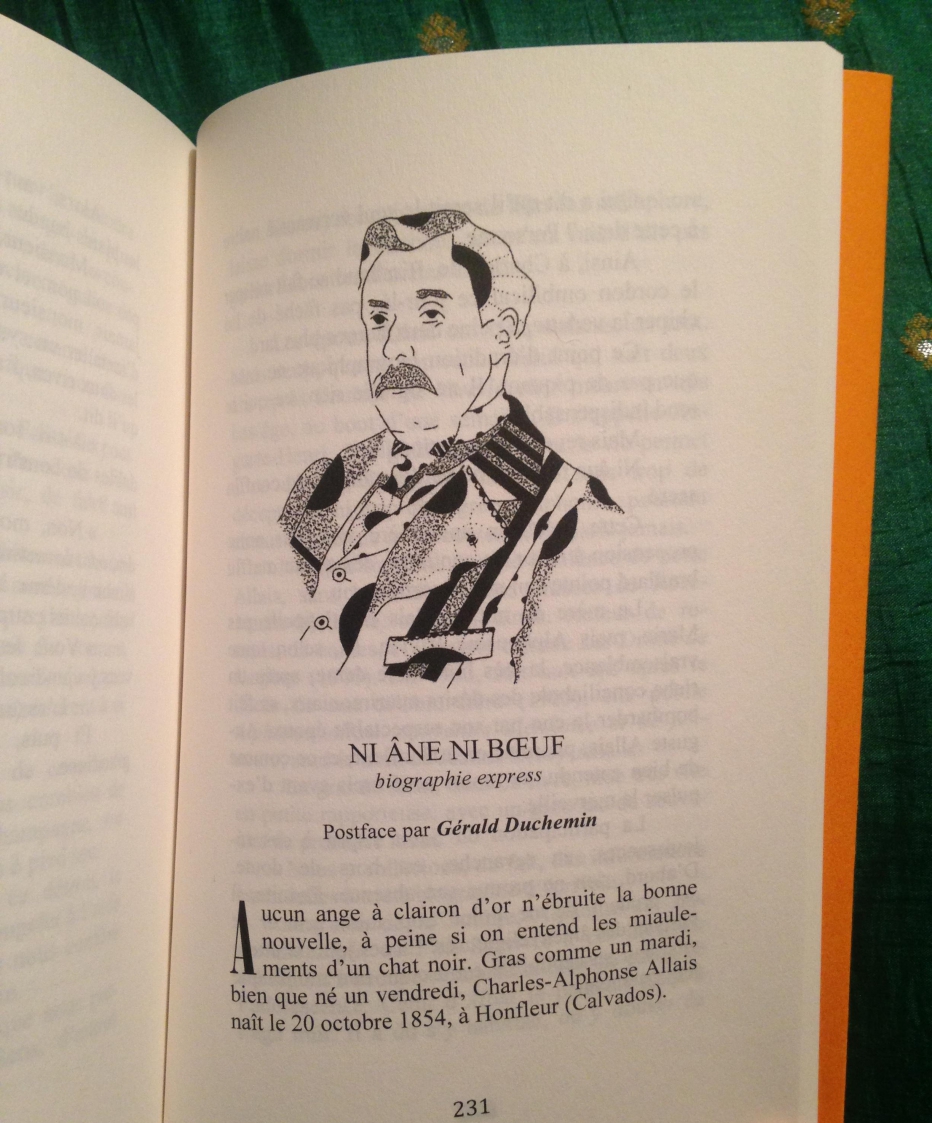 NI ÂNE NI BŒUF
biographie express
Postface par Gérald Duchemin
Aucun ange à clairon d’or n’ébruite la bonne
nouvelle, à peine si on entend les miaule-
ments d’un chat noir. Gras comme un mardi,
bien que né un vendredi, Charles-Alphonse Allais
naît le 20 octobre 1854, à Honfleur (Calvados).
231